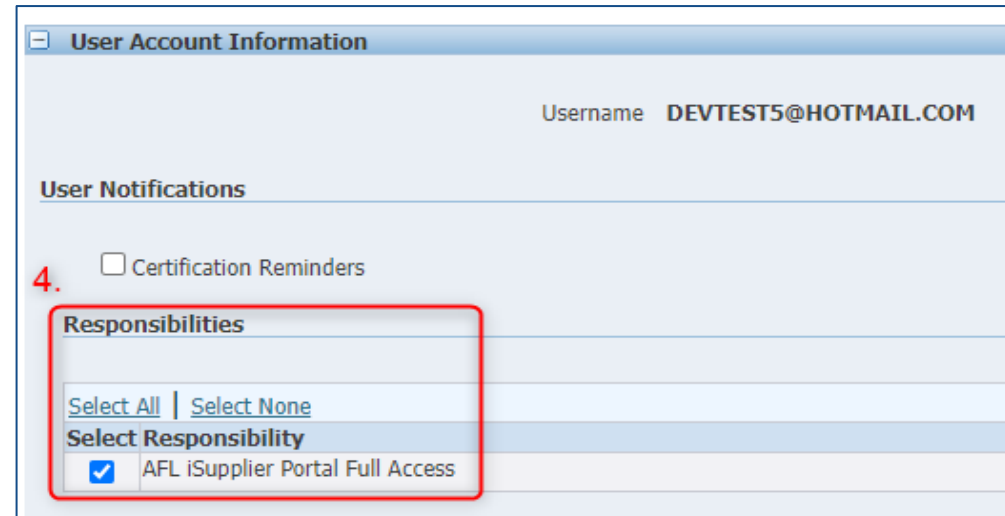 User Account Information
Username DEVTEST5@HOTMAIL.COM
User Notifications
Certification Reminders
4.
Responsibilities
Select All | Select None
Select Responsibility
AFL iSupplier Portal Full Access